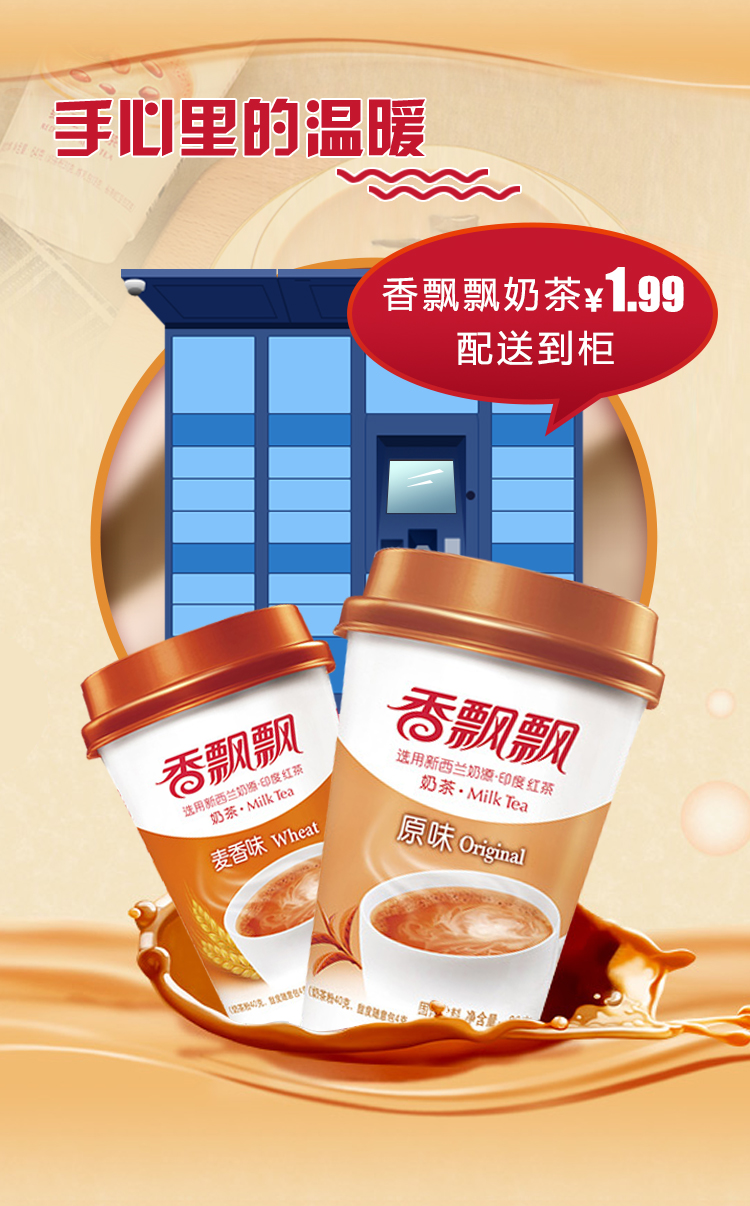 手心里的温暖
香飘飘奶茶¥1.99
配送到柜
香飘飘
选用新西兰奶源·印度红茶
奶茶·Milk Tea
麦香味 Wheat
香飘飘
选用新西兰奶源·印度红茶
奶茶·Milk Tea
原味 Original